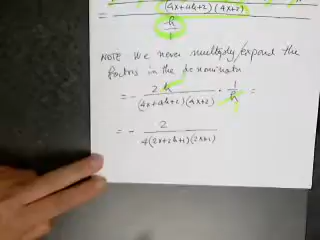 (4x+4h+2)(4x+2)
h
1
NOTE We never multiply/expand the
factors in the denominator
= - 2h / (4x+4h+2)(4x+2) · 1/h =
= - 2 / 4(2x+2h+1)(2x+1)